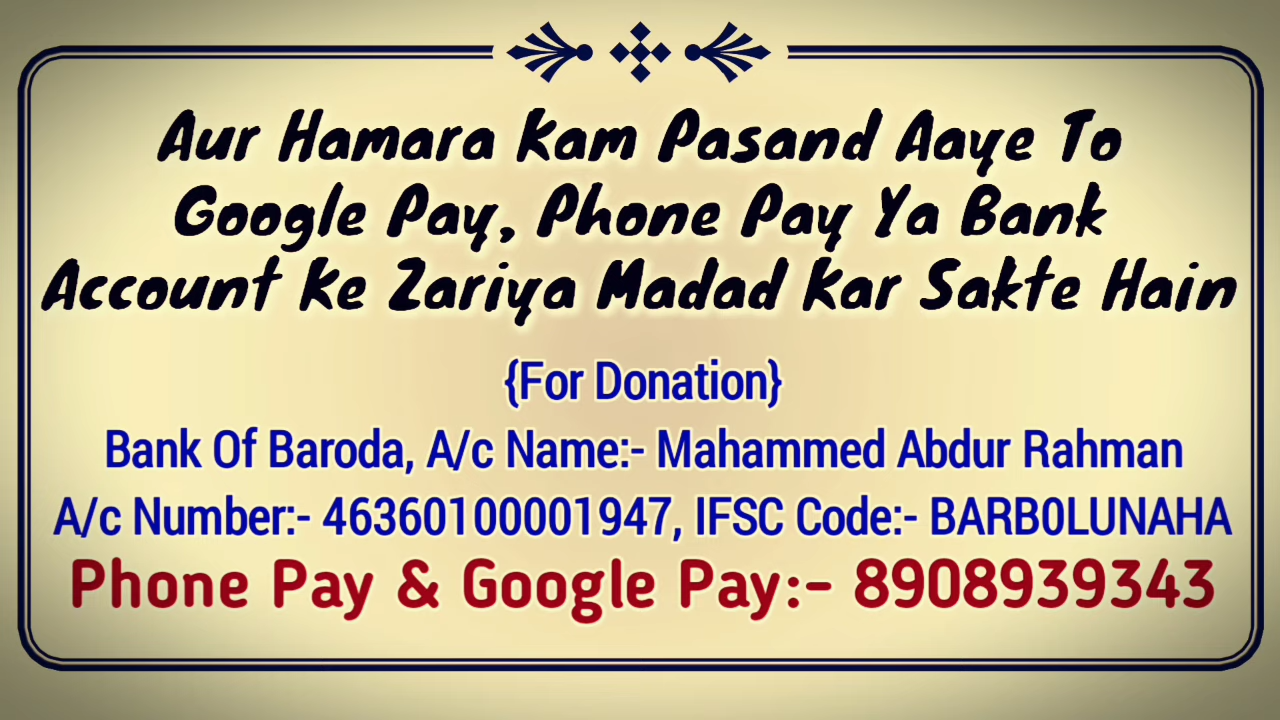 Aur Hamara Kam Pasand Aaye To
Google Pay, Phone Pay Ya Bank
Account Ke Zariya Madad Kar Sakte Hain
{For Donation}
Bank Of Baroda, A/c Name:- Mahammed Abdur Rahman
A/c Number:- 46360100001947, IFSC Code:- BARB0LUNAHA
Phone Pay & Google Pay:- 8908939343